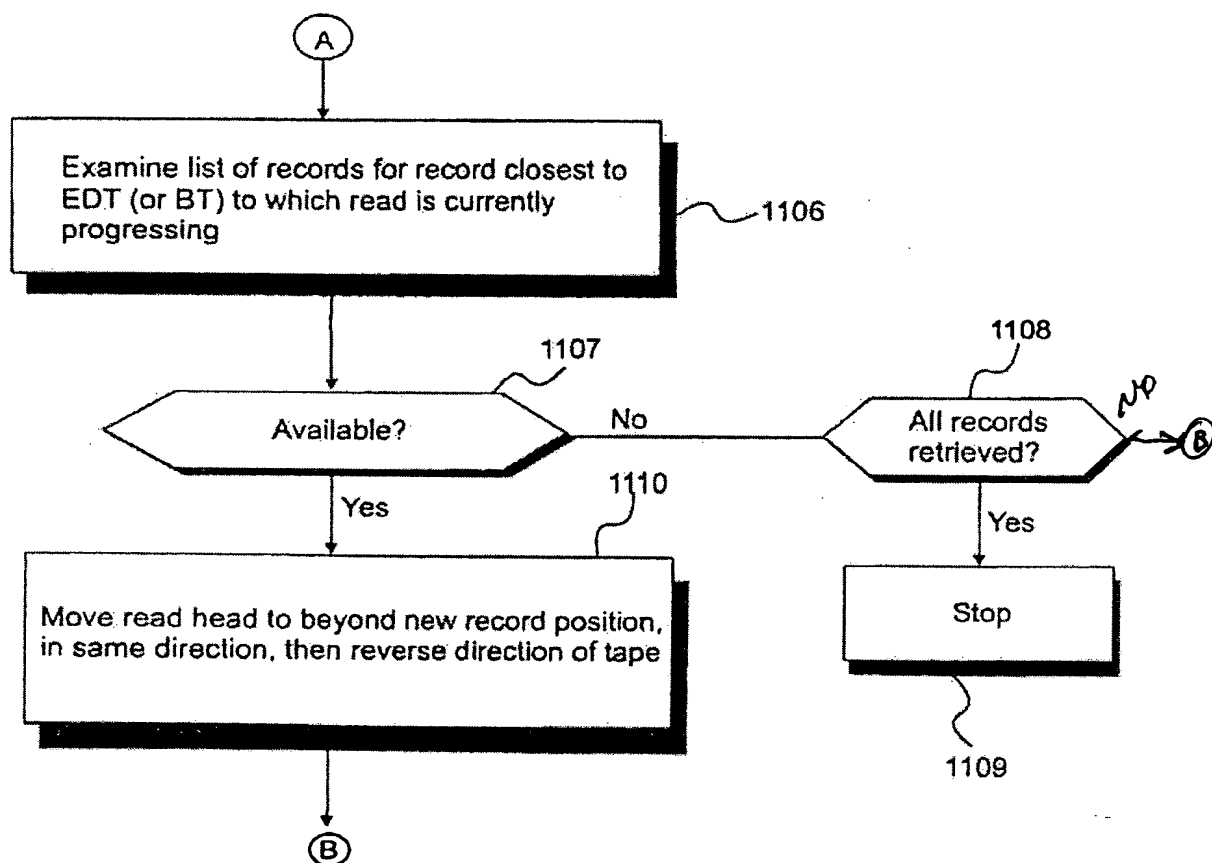 A
Examine list of records for record closest to
EDT (or BT) to which read is currently
progressing
1106
1107
1108
Available?
No
All records
retrieved?
NO
B
Yes
1110
Yes
Move read head to beyond new record position,
in same direction, then reverse direction of tape
Stop
1109
B